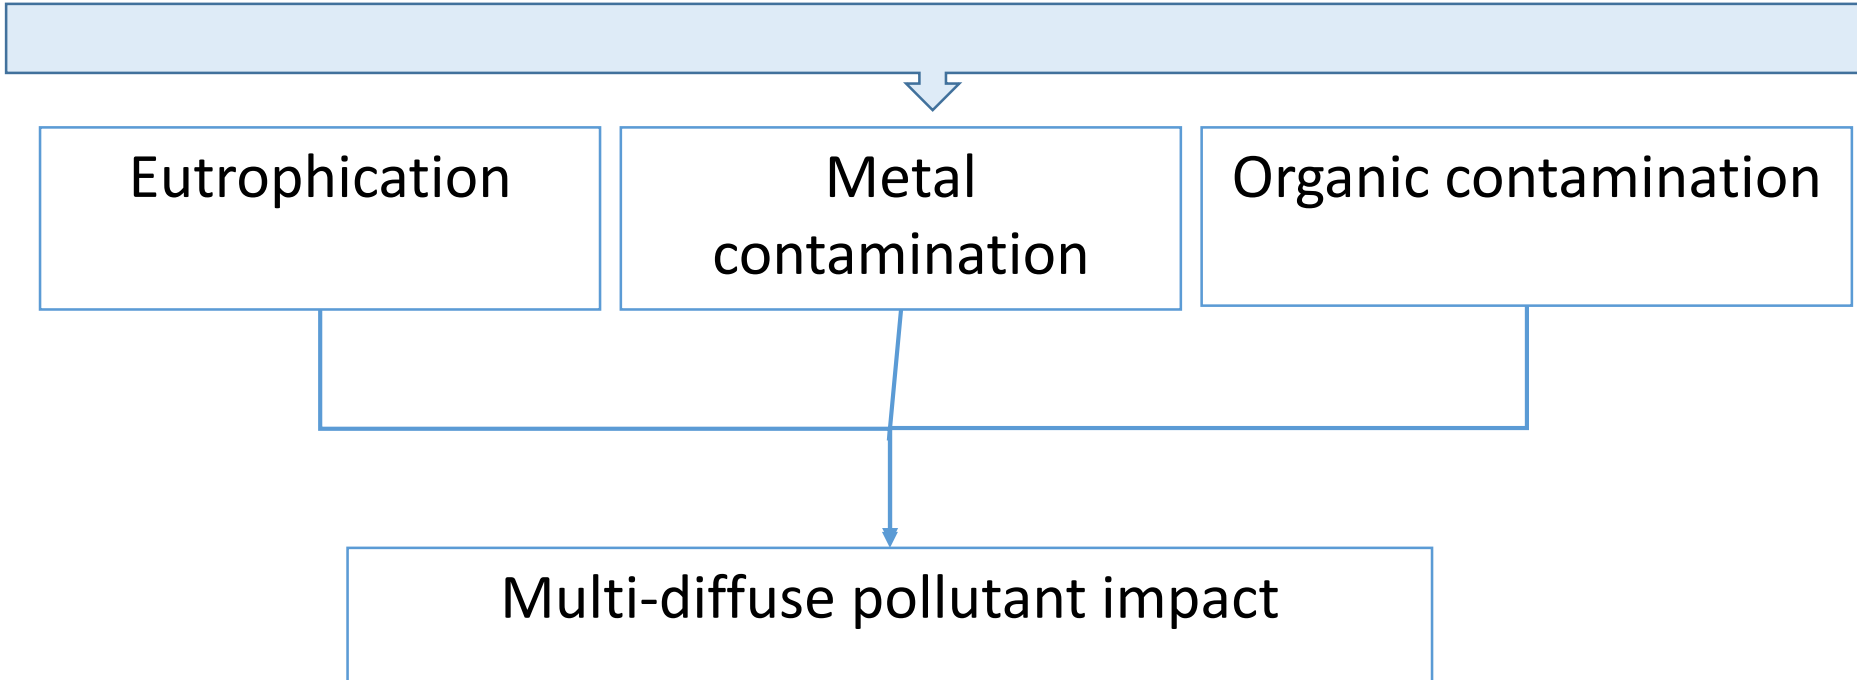 Eutrophication
Metal
contamination
Organic contamination
Multi-diffuse pollutant impact